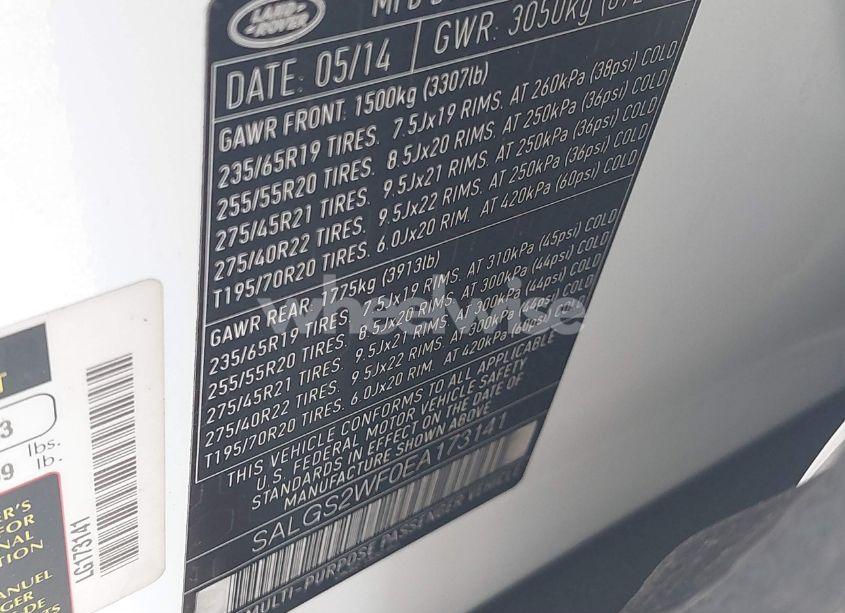 LAND
ROVER
DATE: 05/14
GWR: 3050kg
GAWR FRONT: 1500kg (3307lb)
235/65R19 TIRES. 7.5Jx19 RIMS. AT 260kPa (38psi) COLD
255/55R20 TIRES. 8.5Jx20 RIMS. AT 250kPa (36psi) COLD
275/45R21 TIRES. 9.5Jx21 RIMS. AT 250kPa (36psi) COLD
275/40R22 TIRES. 9.5Jx22 RIMS. AT 250kPa (36psi) COLD
T195/70R20 TIRES. 6.0Jx20 RIM. AT 420kPa (60psi) COLD
GAWR REAR: 1775kg (3913lb)
235/65R19 TIRES. 7.5Jx19 RIMS. AT 310kPa (45psi) COLD
255/55R20 TIRES. 8.5Jx20 RIMS. AT 300kPa (44psi) COLD
275/45R21 TIRES. 9.5Jx21 RIMS. AT 300kPa (44psi) COLD
275/40R22 TIRES. 9.5Jx22 RIMS. AT 300kPa (44psi) COLD
T195/70R20 TIRES. 6.0Jx20 RIM. AT 420kPa (60psi) COLD
THIS VEHICLE CONFORMS TO ALL APPLICABLE
U.S. FEDERAL MOTOR VEHICLE SAFETY
STANDARDS IN EFFECT ON THE DATE OF
MANUFACTURE SHOWN ABOVE
SALGS2WF0EA173141
MULTI-PURPOSE PASSENGER VEHICLE
wheelwise
lbs.
lb.
LG173141